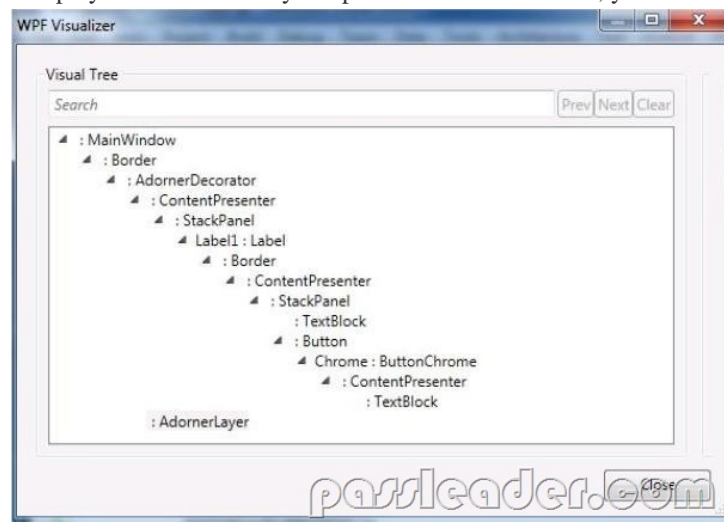 WPF Visualizer
Visual Tree
Search
Prev Next Clear
: MainWindow
: Border
: AdornerDecorator
: ContentPresenter
: StackPanel
Label1 : Label
: Border
: ContentPresenter
: StackPanel
: TextBlock
: Button
Chrome : ButtonChrome
: ContentPresenter
: TextBlock
: AdornerLayer
Close
passleader.com